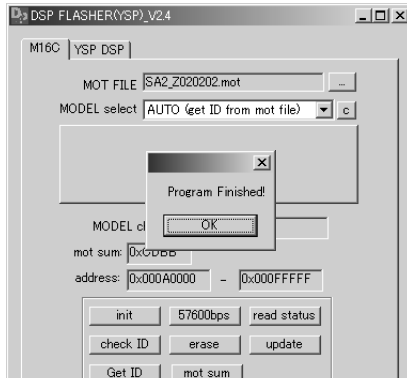 DSP FLASHER(YSP)_V2.4
M16C YSP DSP
MOT FILE SA2_Z020202.mot ...
MODEL select AUTO (get ID from mot file) c
Program Finished!
OK
MODEL
mot sum: 0xCDBB
address: 0x000A0000 - 0x000FFFFF
init 57600bps read status
check ID erase update
Get ID mot sum